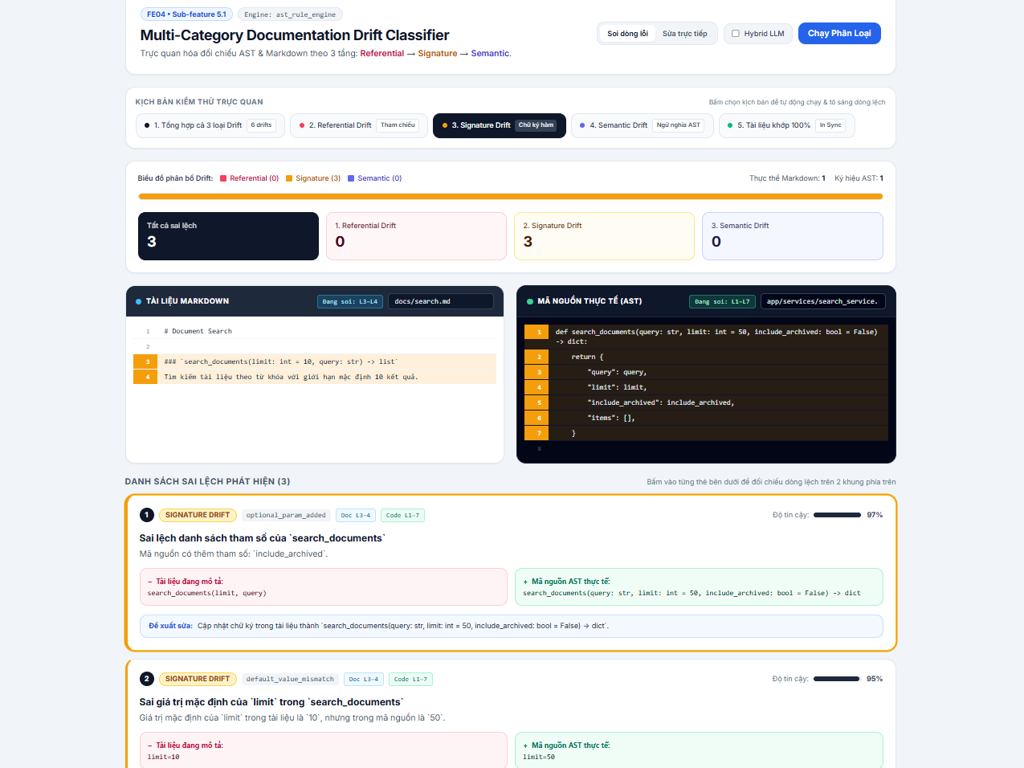 FE04 • Sub-feature 5.1 Engine: ast_rule_engine
Multi-Category Documentation Drift Classifier
Trực quan hóa đối chiếu AST & Markdown theo 3 tầng: Referential → Signature → Semantic.
Soi dòng lỗi Sửa trực tiếp Hybrid LLM Chạy Phân Loại
KỊCH BẢN KIỂM THỬ TRỰC QUAN
Bấm chọn kịch bản để tự động chạy & tô sáng dòng lệch
1. Tổng hợp cả 3 loại Drift 6 drifts
2. Referential Drift Tham chiếu
3. Signature Drift Chữ ký hàm
4. Semantic Drift Ngữ nghĩa AST
5. Tài liệu khớp 100% In Sync
Biểu đồ phân bổ Drift: Referential (0) Signature (3) Semantic (0)
Thực thể Markdown: 1 Ký hiệu AST: 1
Tất cả sai lệch
3
1. Referential Drift
0
2. Signature Drift
3
3. Semantic Drift
0
TÀI LIỆU MARKDOWN Đang soi: L3-L4 docs/search.md
1 # Document Search
2
3 ### `search_documents(limit: int = 10, query: str) -> list`
4 Tìm kiếm tài liệu theo từ khóa với giới hạn mặc định 10 kết quả.
MÃ NGUỒN THỰC TẾ (AST) Đang soi: L1-L7 app/services/search_service.
1 def search_documents(query: str, limit: int = 50, include_archived: bool = False)
-> dict:
2 return {
3 "query": query,
4 "limit": limit,
5 "include_archived": include_archived,
6 "items": [],
7 }
8
DANH SÁCH SAI LỆCH PHÁT HIỆN (3)
Bấm vào từng thẻ bên dưới để đối chiếu dòng lệch trên 2 khung phía trên
1 SIGNATURE DRIFT optional_param_added Doc L3-4 Code L1-7
Độ tin cậy: 97%
Sai lệch danh sách tham số của `search_documents`
Mã nguồn có thêm tham số: `include_archived`.
− Tài liệu đang mô tả:
search_documents(limit, query)
+ Mã nguồn AST thực tế:
search_documents(query: str, limit: int = 50, include_archived: bool = False) -> dict
Đề xuất sửa: Cập nhật chữ ký trong tài liệu thành `search_documents(query: str, limit: int = 50, include_archived: bool = False) -> dict`.
2 SIGNATURE DRIFT default_value_mismatch Doc L3-4 Code L1-7
Độ tin cậy: 95%
Sai giá trị mặc định của `limit` trong `search_documents`
Giá trị mặc định của `limit` trong tài liệu là `10`, nhưng trong mã nguồn là `50`.
− Tài liệu đang mô tả:
limit=10
+ Mã nguồn AST thực tế:
limit=50